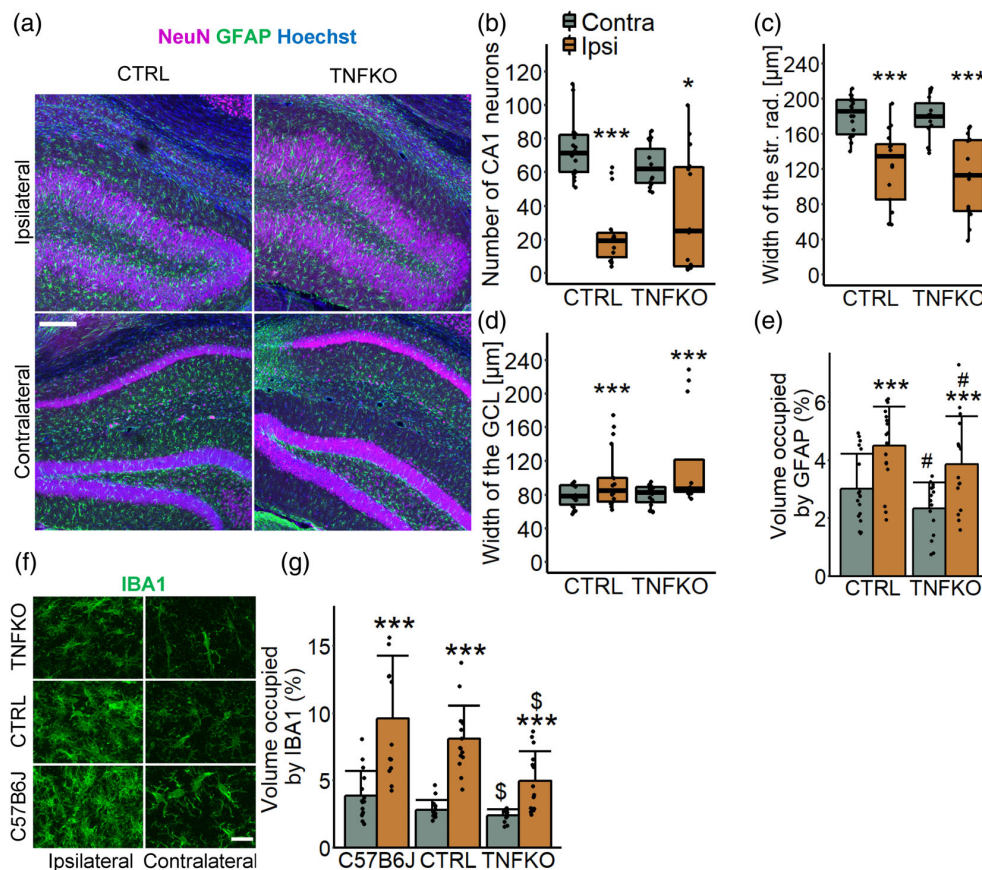 (a)
NeuN GFAP Hoechst
CTRL
TNFKO
Ipsilateral
Contralateral
(b)
Contra
Ipsi
Number of CA1 neurons
120
100
80
60
40
20
0
***
*
CTRL TNFKO
(c)
Width of the str. rad. [µm]
240
200
160
120
80
40
0
***
***
CTRL TNFKO
(d)
Width of the GCL [µm]
240
200
160
120
80
40
0
***
***
CTRL TNFKO
(e)
Volume occupied
by GFAP (%)
6
4
2
0
***
#
#
***
CTRL TNFKO
(f)
IBA1
TNFKO
CTRL
C57B6J
Ipsilateral Contralateral
(g)
Volume occupied
by IBA1 (%)
15
10
5
0
***
***
$
$
***
C57B6J CTRL TNFKO